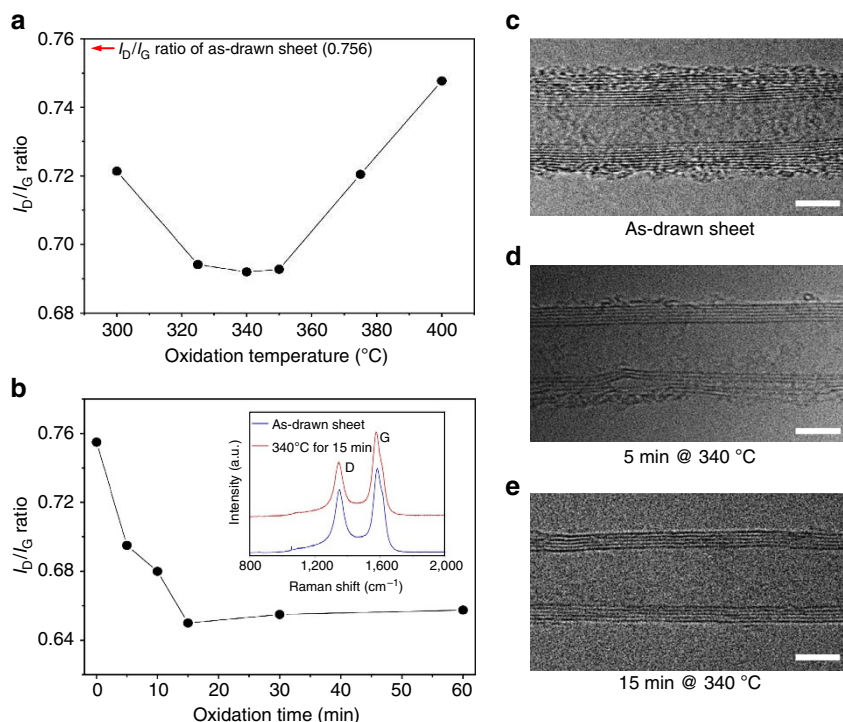 a
0.76
0.74
0.72
0.70
0.68
I_D/I_G ratio
I_D/I_G ratio of as-drawn sheet (0.756)
300 320 340 360 380 400
Oxidation temperature (°C)
b
0.76
0.72
0.68
0.64
I_D/I_G ratio
As-drawn sheet
340°C for 15 min
D
G
Intensity (a.u.)
800 1,200 1,600 2,000
Raman shift (cm⁻¹)
0 10 20 30 40 50 60
Oxidation time (min)
c
As-drawn sheet
d
5 min @ 340 °C
e
15 min @ 340 °C